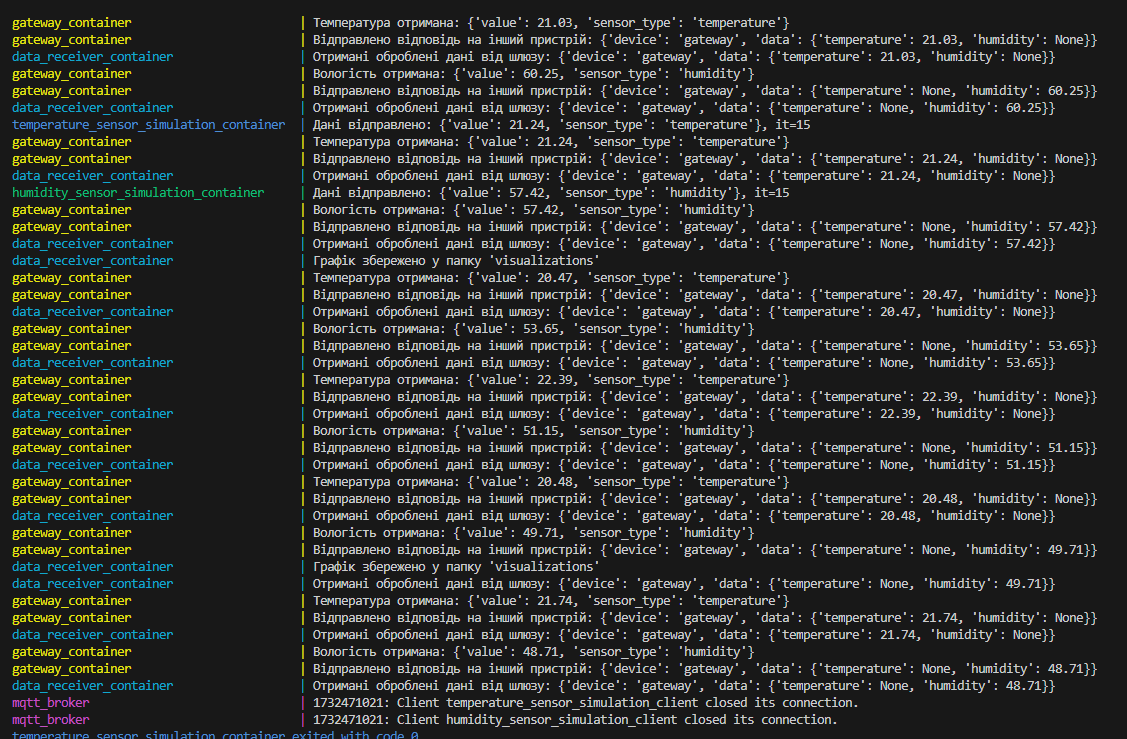 gateway_container | Температура отримана: {'value': 21.03, 'sensor_type': 'temperature'}
gateway_container | Відправлено відповідь на інший пристрій: {'device': 'gateway', 'data': {'temperature': 21.03, 'humidity': None}}
data_receiver_container | Отримані оброблені дані від шлюзу: {'device': 'gateway', 'data': {'temperature': 21.03, 'humidity': None}}
gateway_container | Вологість отримана: {'value': 60.25, 'sensor_type': 'humidity'}
gateway_container | Відправлено відповідь на інший пристрій: {'device': 'gateway', 'data': {'temperature': None, 'humidity': 60.25}}
data_receiver_container | Отримані оброблені дані від шлюзу: {'device': 'gateway', 'data': {'temperature': None, 'humidity': 60.25}}
temperature_sensor_simulation_container | Дані відправлено: {'value': 21.24, 'sensor_type': 'temperature'}, it=15
gateway_container | Температура отримана: {'value': 21.24, 'sensor_type': 'temperature'}
gateway_container | Відправлено відповідь на інший пристрій: {'device': 'gateway', 'data': {'temperature': 21.24, 'humidity': None}}
data_receiver_container | Отримані оброблені дані від шлюзу: {'device': 'gateway', 'data': {'temperature': 21.24, 'humidity': None}}
humidity_sensor_simulation_container | Дані відправлено: {'value': 57.42, 'sensor_type': 'humidity'}, it=15
gateway_container | Вологість отримана: {'value': 57.42, 'sensor_type': 'humidity'}
gateway_container | Відправлено відповідь на інший пристрій: {'device': 'gateway', 'data': {'temperature': None, 'humidity': 57.42}}
data_receiver_container | Отримані оброблені дані від шлюзу: {'device': 'gateway', 'data': {'temperature': None, 'humidity': 57.42}}
data_receiver_container | Графік збережено у папку 'visualizations'
gateway_container | Температура отримана: {'value': 20.47, 'sensor_type': 'temperature'}
gateway_container | Відправлено відповідь на інший пристрій: {'device': 'gateway', 'data': {'temperature': 20.47, 'humidity': None}}
data_receiver_container | Отримані оброблені дані від шлюзу: {'device': 'gateway', 'data': {'temperature': 20.47, 'humidity': None}}
gateway_container | Вологість отримана: {'value': 53.65, 'sensor_type': 'humidity'}
gateway_container | Відправлено відповідь на інший пристрій: {'device': 'gateway', 'data': {'temperature': None, 'humidity': 53.65}}
data_receiver_container | Отримані оброблені дані від шлюзу: {'device': 'gateway', 'data': {'temperature': None, 'humidity': 53.65}}
gateway_container | Температура отримана: {'value': 22.39, 'sensor_type': 'temperature'}
gateway_container | Відправлено відповідь на інший пристрій: {'device': 'gateway', 'data': {'temperature': 22.39, 'humidity': None}}
data_receiver_container | Отримані оброблені дані від шлюзу: {'device': 'gateway', 'data': {'temperature': 22.39, 'humidity': None}}
gateway_container | Вологість отримана: {'value': 51.15, 'sensor_type': 'humidity'}
gateway_container | Відправлено відповідь на інший пристрій: {'device': 'gateway', 'data': {'temperature': None, 'humidity': 51.15}}
data_receiver_container | Отримані оброблені дані від шлюзу: {'device': 'gateway', 'data': {'temperature': None, 'humidity': 51.15}}
gateway_container | Температура отримана: {'value': 20.48, 'sensor_type': 'temperature'}
gateway_container | Відправлено відповідь на інший пристрій: {'device': 'gateway', 'data': {'temperature': 20.48, 'humidity': None}}
data_receiver_container | Отримані оброблені дані від шлюзу: {'device': 'gateway', 'data': {'temperature': 20.48, 'humidity': None}}
gateway_container | Вологість отримана: {'value': 49.71, 'sensor_type': 'humidity'}
gateway_container | Відправлено відповідь на інший пристрій: {'device': 'gateway', 'data': {'temperature': None, 'humidity': 49.71}}
data_receiver_container | Графік збережено у папку 'visualizations'
data_receiver_container | Отримані оброблені дані від шлюзу: {'device': 'gateway', 'data': {'temperature': None, 'humidity': 49.71}}
gateway_container | Температура отримана: {'value': 21.74, 'sensor_type': 'temperature'}
gateway_container | Відправлено відповідь на інший пристрій: {'device': 'gateway', 'data': {'temperature': 21.74, 'humidity': None}}
data_receiver_container | Отримані оброблені дані від шлюзу: {'device': 'gateway', 'data': {'temperature': 21.74, 'humidity': None}}
gateway_container | Вологість отримана: {'value': 48.71, 'sensor_type': 'humidity'}
gateway_container | Відправлено відповідь на інший пристрій: {'device': 'gateway', 'data': {'temperature': None, 'humidity': 48.71}}
data_receiver_container | Отримані оброблені дані від шлюзу: {'device': 'gateway', 'data': {'temperature': None, 'humidity': 48.71}}
mqtt_broker | 1732471021: Client temperature_sensor_simulation_client closed its connection.
mqtt_broker | 1732471021: Client humidity_sensor_simulation_client closed its connection.
temperature_sensor_simulation_container exited with code 0